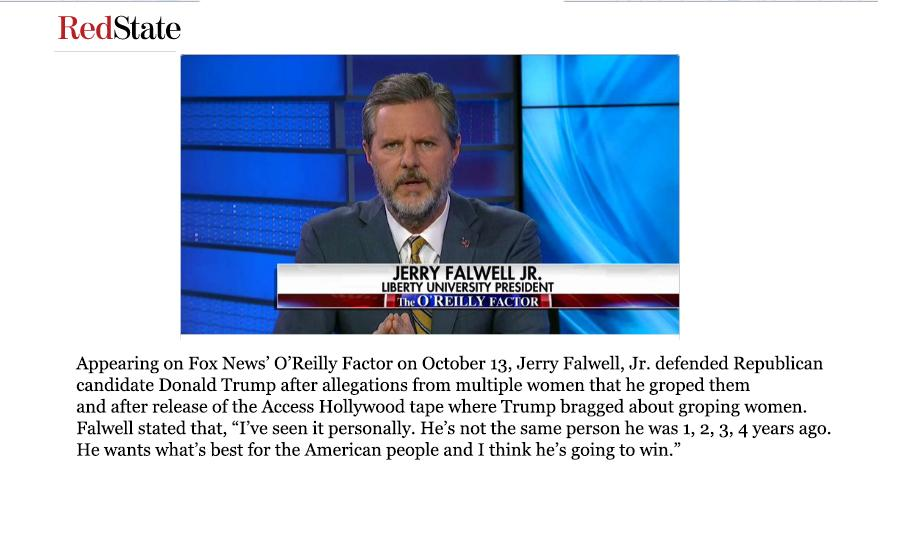 RedState
JERRY FALWELL JR.
LIBERTY UNIVERSITY PRESIDENT
The O'REILLY FACTOR
Appearing on Fox News’ O’Reilly Factor on October 13, Jerry Falwell, Jr. defended Republican
candidate Donald Trump after allegations from multiple women that he groped them
and after release of the Access Hollywood tape where Trump bragged about groping women.
Falwell stated that, “I’ve seen it personally. He’s not the same person he was 1, 2, 3, 4 years ago.
He wants what’s best for the American people and I think he’s going to win.”